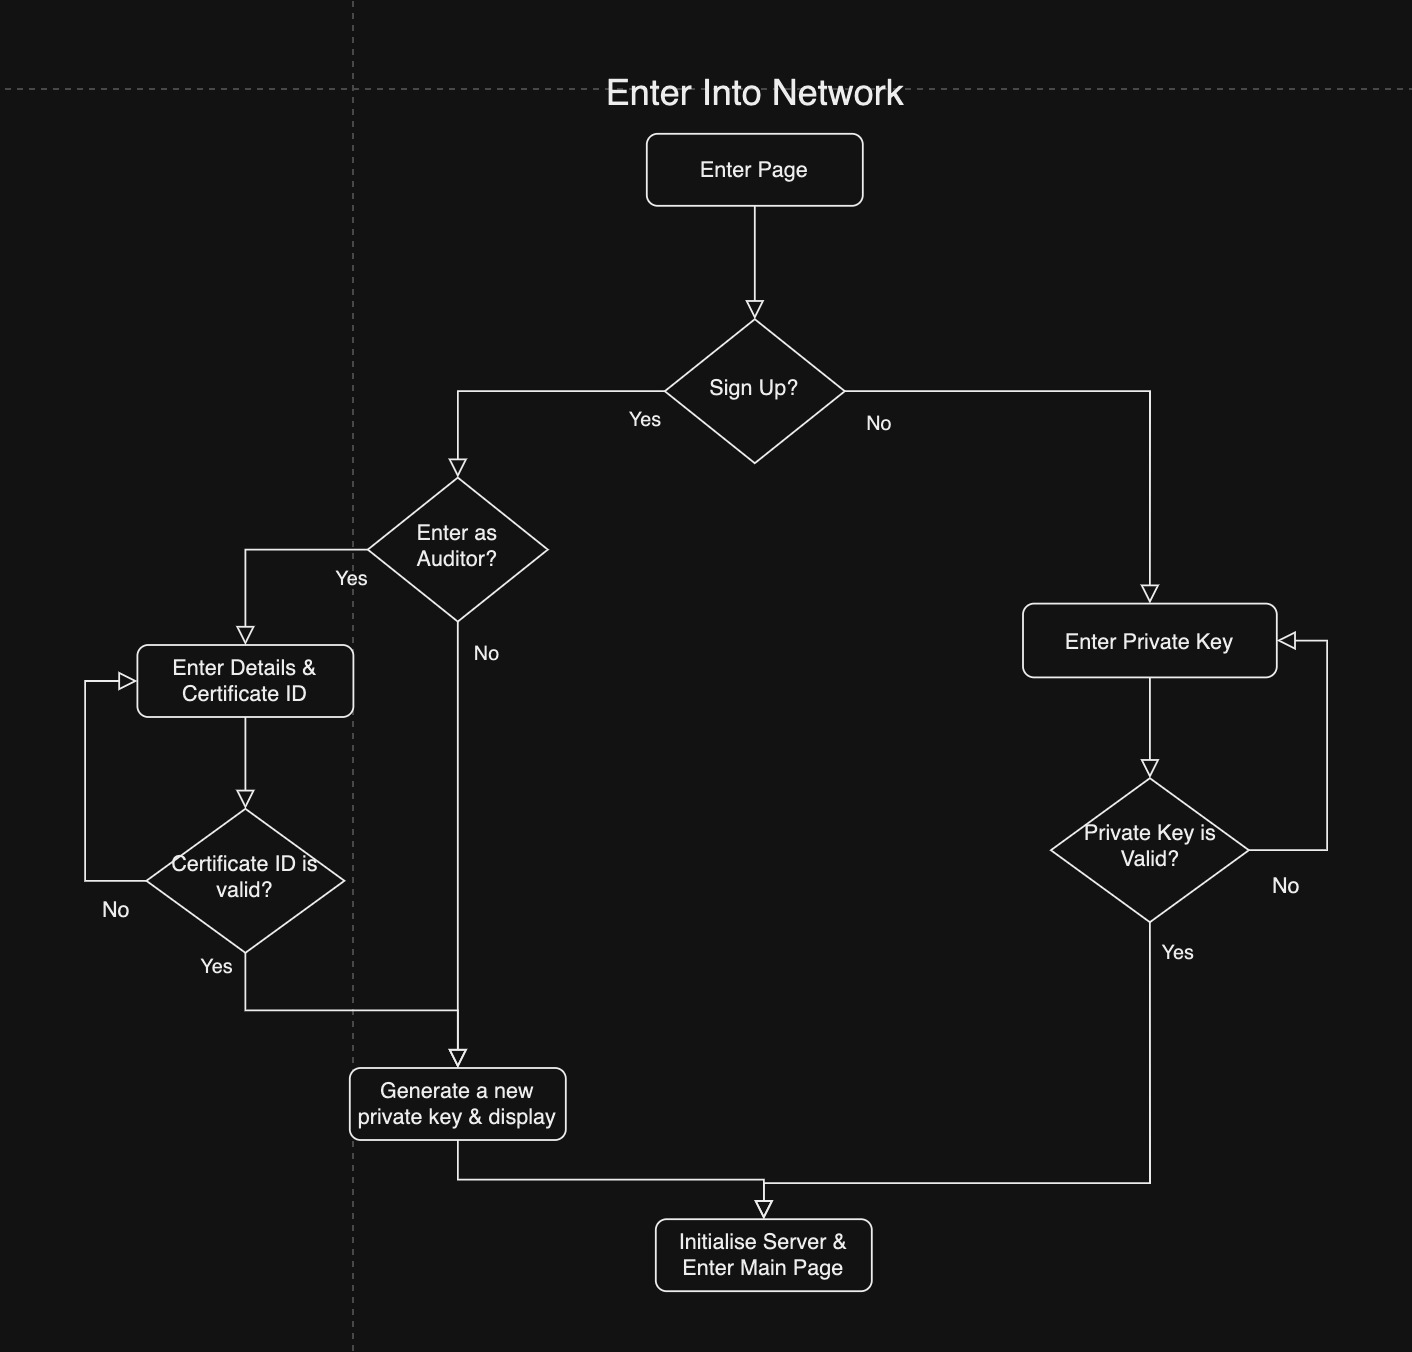 Enter Into Network
Enter Page
Sign Up?
Yes
No
Enter as
Auditor?
Yes
No
Enter Details &
Certificate ID
Enter Private Key
Certificate ID is
valid?
No
Yes
Private Key is
Valid?
No
Yes
Generate a new
private key & display
Initialise Server &
Enter Main Page